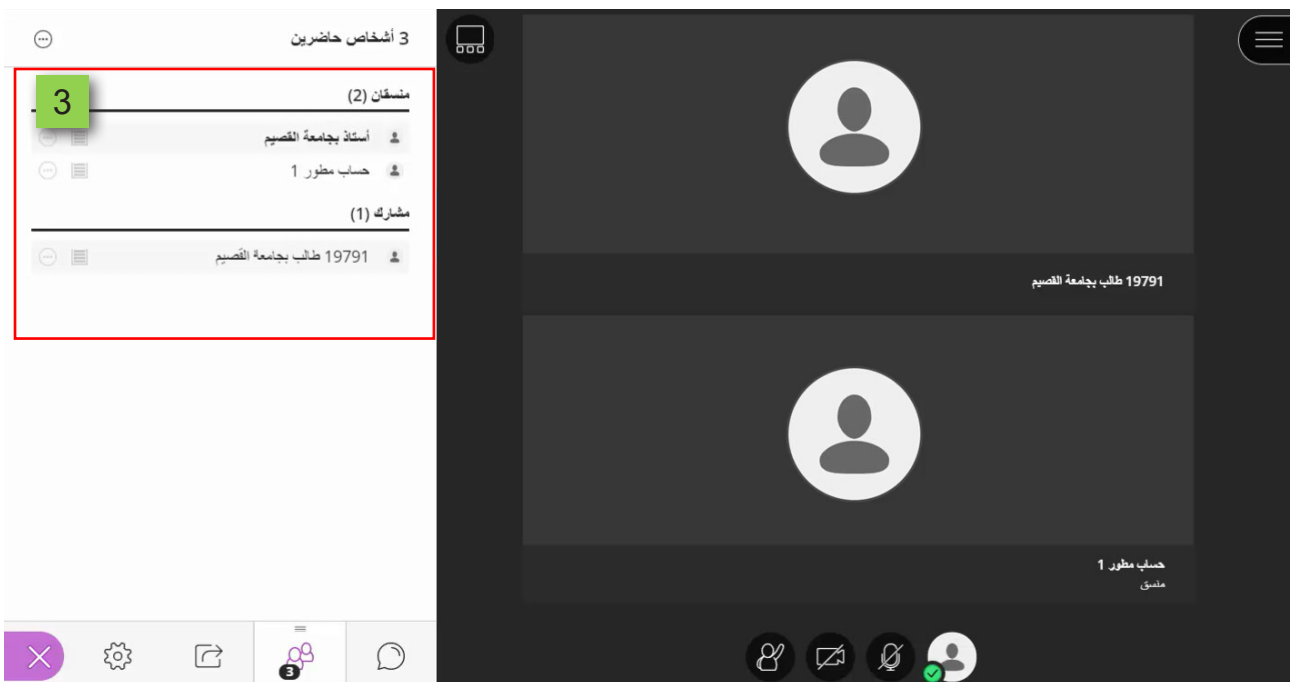 3 أشخاص حاضرين
3
منسقان (2)
أستاذ بجامعة القصيم
حساب مطور 1
مشارك (1)
19791 طالب بجامعة القصيم
3
19791 طالب بجامعة القصيم
حساب مطور 1
منسق